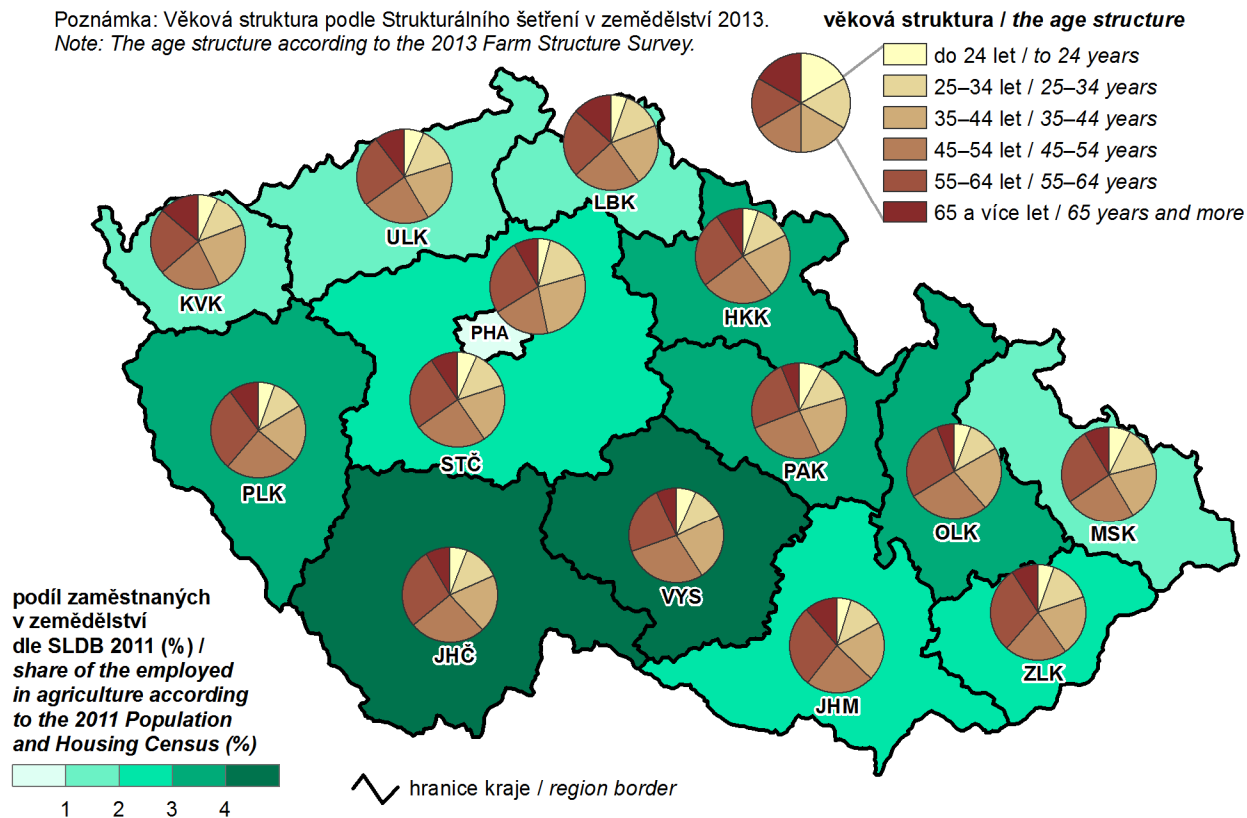 Poznámka: Věková struktura podle Strukturálního šetření v zemědělství 2013.
Note: The age structure according to the 2013 Farm Structure Survey.
věková struktura / the age structure
do 24 let / to 24 years
25–34 let / 25–34 years
35–44 let / 35–44 years
45–54 let / 45–54 years
55–64 let / 55–64 years
65 a více let / 65 years and more
LBK
ULK
KVK
HKK
PHA
STČ
PAK
PLK
OLK
MSK
VYS
JHČ
ZLK
JHM
podíl zaměstnaných
v zemědělství
dle SLDB 2011 (%) /
share of the employed
in agriculture according
to the 2011 Population
and Housing Census (%)
1 2 3 4
hranice kraje / region border